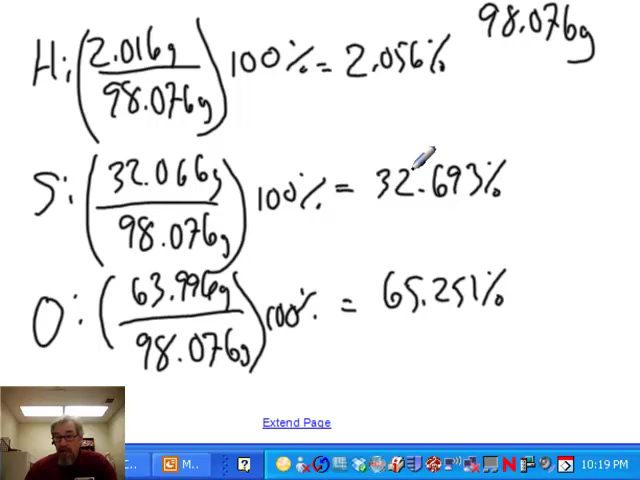 98.076g
H: (2.016g / 98.076g) 100% = 2.056%
S: (32.066g / 98.076g) 100% = 32.693%
O: (63.996g / 98.076g) 100% = 65.251%
Extend Page
C... M... 10:19 PM